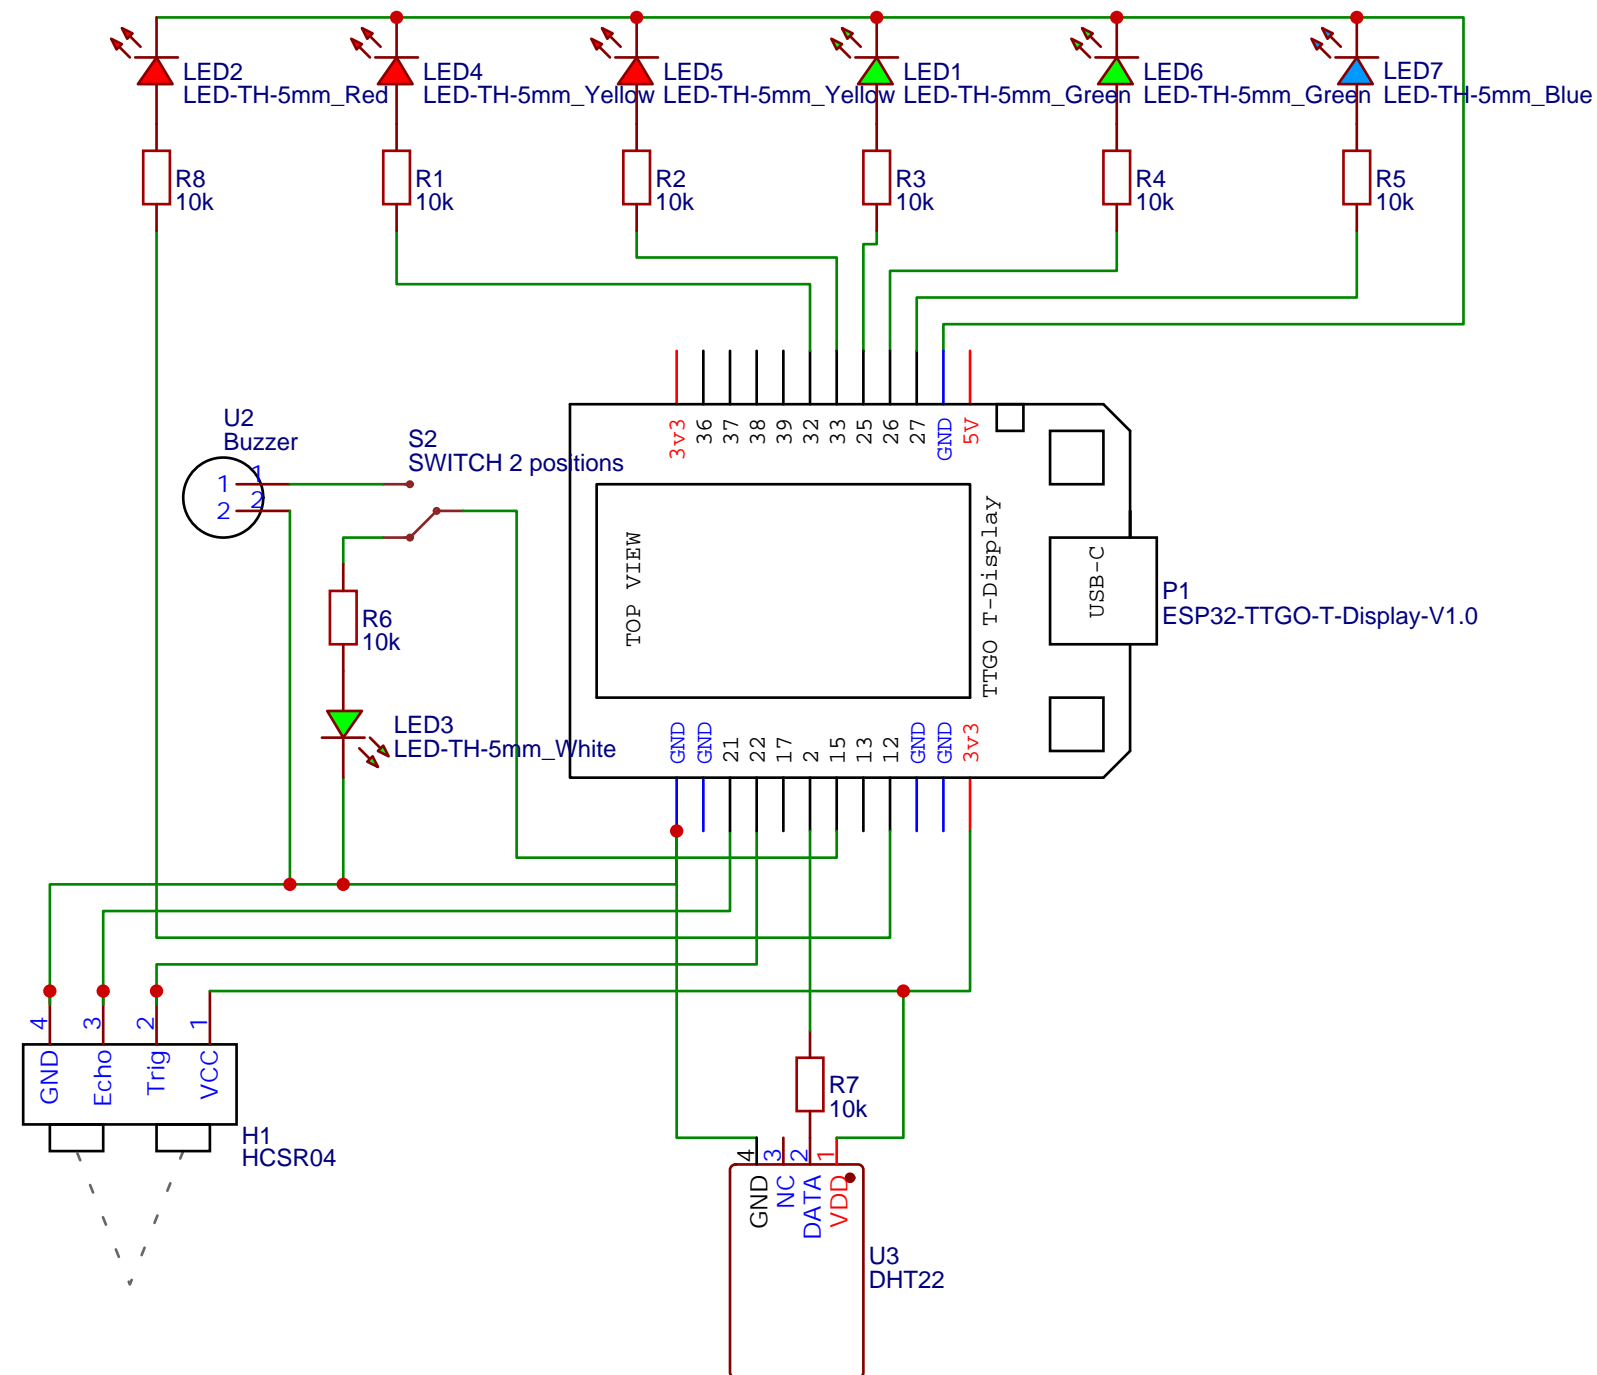 LED2
LED-TH-5mm_Red
LED4
LED-TH-5mm_Yellow
LED5
LED-TH-5mm_Yellow
LED1
LED-TH-5mm_Green
LED6
LED-TH-5mm_Green
LED7
LED-TH-5mm_Blue
R8
10k
R1
10k
R2
10k
R3
10k
R4
10k
R5
10k
U2
Buzzer
1
1
2
2
S2
SWITCH 2 positions
3v3
36
37
38
39
32
33
25
26
27
GND
5V
TOP VIEW
TTGO T-Display
USB-C
P1
ESP32-TTGO-T-Display-V1.0
R6
10k
LED3
LED-TH-5mm_White
GND
GND
21
22
17
2
15
13
12
GND
GND
3v3
4
3
2
1
GND
Echo
Trig
VCC
H1
HCSR04
R7
10k
4
3
2
1
GND
NC
DATA
VDD
U3
DHT22